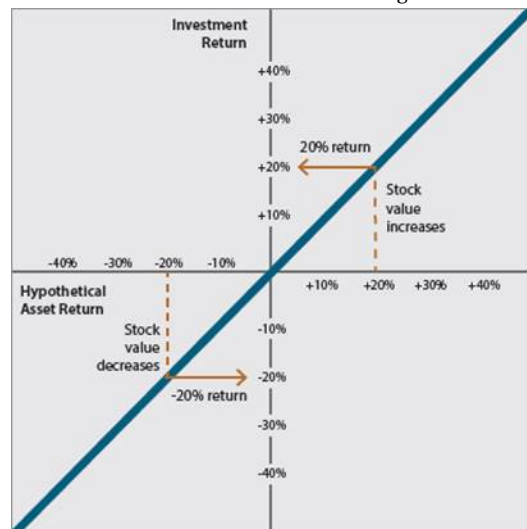 Investment
Return
+40%
+30%
20% return
+20%
Stock
value
increases
+10%
-40% -30% -20% -10%
+10% +20% +30% +40%
Hypothetical
Asset Return
-10%
Stock
value
decreases
-20%
-20% return
-30%
-40%